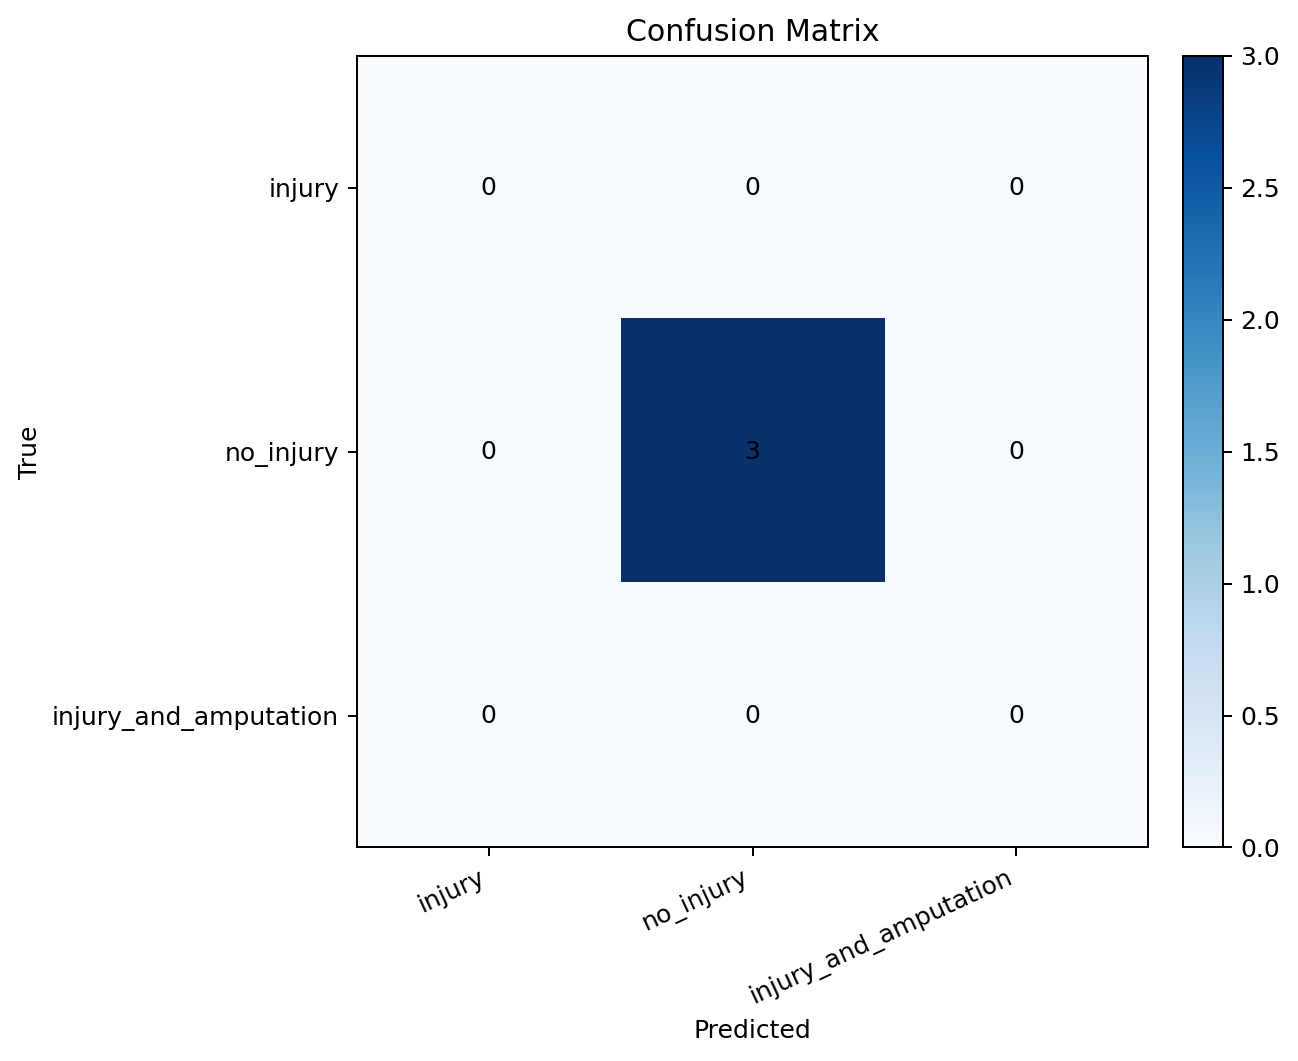 Confusion Matrix
3.0
injury 0 0 0
2.5
2.0
True no_injury 0 3 0
1.5
1.0
injury_and_amputation 0 0 0
0.5
0.0
injury no_injury injury_and_amputation
Predicted